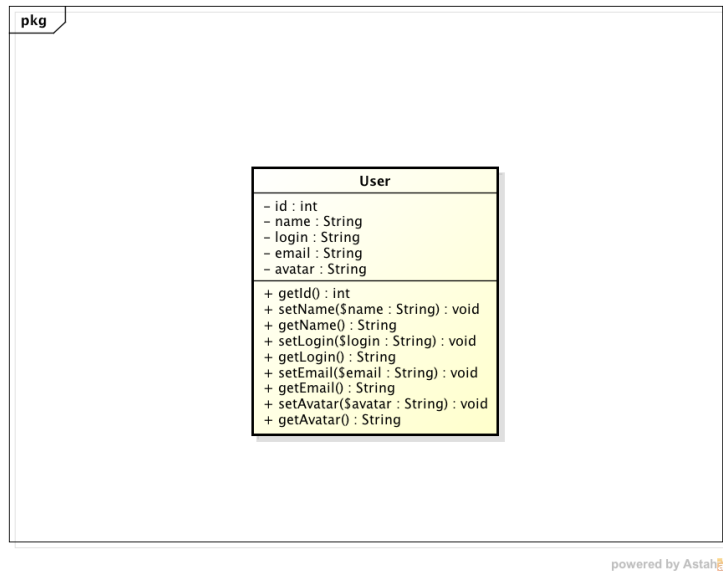 pkg
User
- id : int
- name : String
- login : String
- email : String
- avatar : String
+ getId() : int
+ setName($name : String) : void
+ getName() : String
+ setLogin($login : String) : void
+ getLogin() : String
+ setEmail($email : String) : void
+ getEmail() : String
+ setAvatar($avatar : String) : void
+ getAvatar() : String
powered by Astah